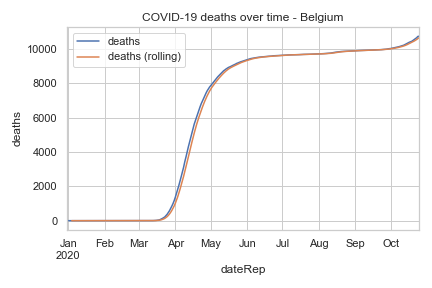 COVID-19 deaths over time - Belgium
deaths
deaths (rolling)
10000
8000
6000
4000
2000
0
deaths
Jan Feb Mar Apr May Jun Jul Aug Sep Oct
2020
dateRep